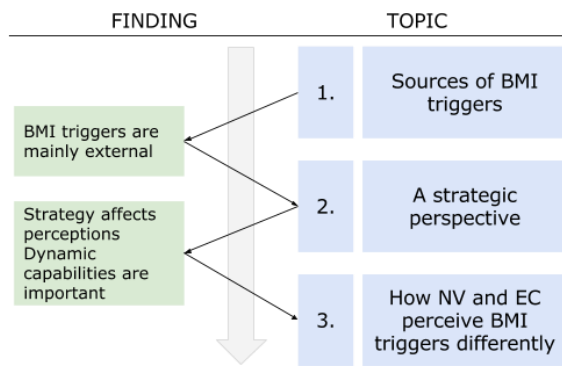 FINDING
TOPIC
1.
Sources of BMI
triggers
BMI triggers are
mainly external
2.
A strategic
perspective
Strategy affects
perceptions
Dynamic
capabilities are
important
3.
How NV and EC
perceive BMI
triggers differently